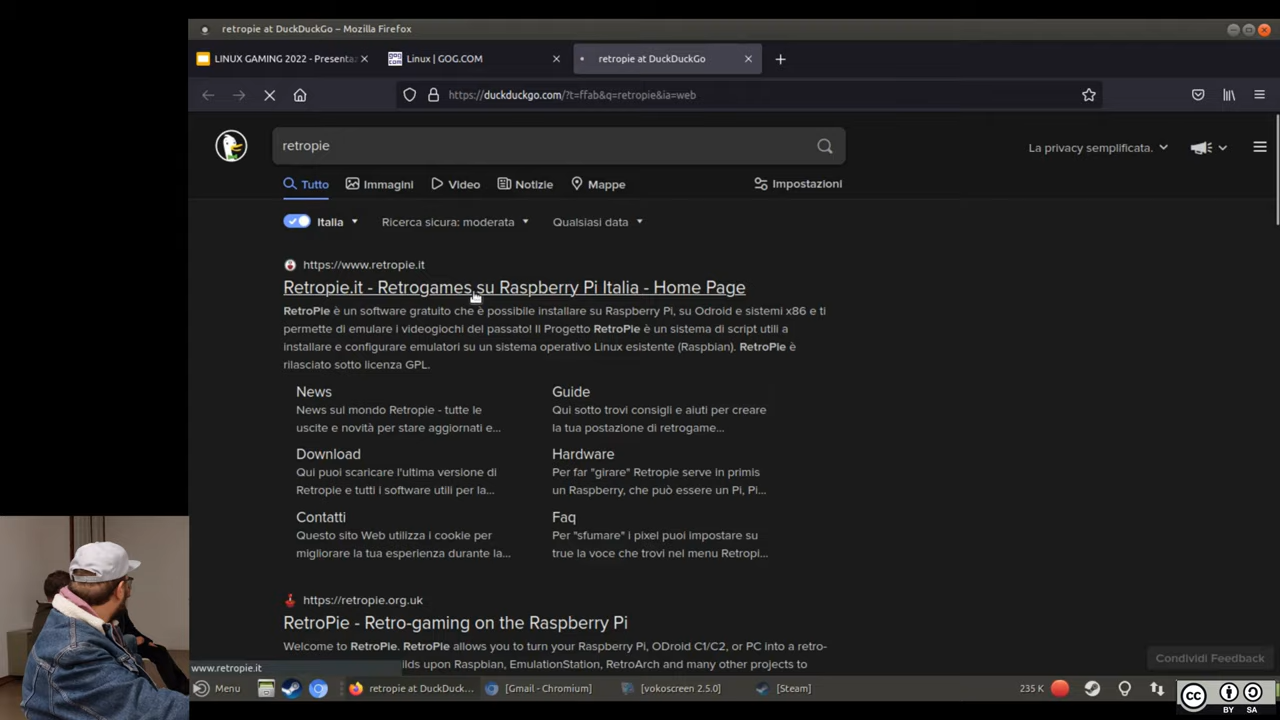 retropie at DuckDuckGo – Mozilla Firefox
LINUX GAMING 2022 - Presenta
Linux | GOG.COM
retropie at DuckDuckGo
https://duckduckgo.com/?t=ffab&q=retropie&ia=web
retropie
La privacy semplificata.
Tutto
Immagini
Video
Notizie
Mappe
Impostazioni
Italia
Ricerca sicura: moderata
Qualsiasi data
https://www.retropie.it
Retropie.it - Retrogames su Raspberry Pi Italia - Home Page
RetroPie è un software gratuito che è possibile installare su Raspberry Pi, su Odroid e sistemi x86 e ti
permette di emulare i videogiochi del passato! Il Progetto RetroPie è un sistema di script utili a
installare e configurare emulatori su un sistema operativo Linux esistente (Raspbian). RetroPie è
rilasciato sotto licenza GPL.
News
News sul mondo Retropie - tutte le
uscite e novità per stare aggiornati e...
Guide
Qui sotto trovi consigli e aiuti per creare
la tua postazione di retrogame...
Download
Qui puoi scaricare l'ultima versione di
Retropie e tutti i software utili per la...
Hardware
Per far "girare" Retropie serve in primis
un Raspberry, che può essere un Pi, Pi...
Contatti
Questo sito Web utilizza i cookie per
migliorare la tua esperienza durante la...
Faq
Per "sfumare" i pixel puoi impostare su
true la voce che trovi nel menu Retropi...
https://retropie.org.uk
RetroPie - Retro-gaming on the Raspberry Pi
Welcome to RetroPie. RetroPie allows you to turn your Raspberry Pi, ODroid C1/C2, or PC into a retro-
uilds upon Raspbian, EmulationStation, RetroArch and many other projects to
Condividi Feedback
www.retropie.it
Menu
retropie at DuckDuck...
[Gmail - Chromium]
[vokoscreen 2.5.0]
[Steam]
235 K
CC
BY SA